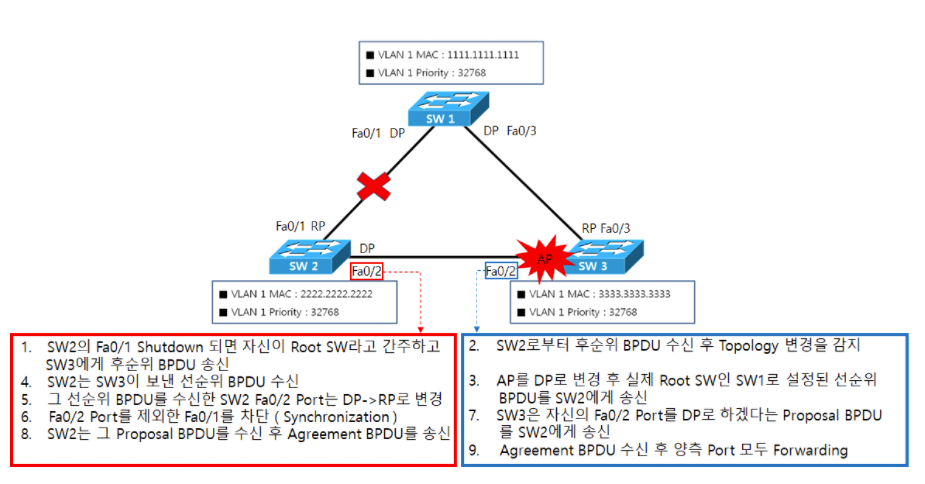 ■ VLAN 1 MAC : 1111.1111.1111
■ VLAN 1 Priority : 32768
SW 1
Fa0/1 DP
DP Fa0/3
Fa0/1 RP
RP Fa0/3
DP
SW 2
AP
SW 3
Fa0/2
Fa0/2
■ VLAN 1 MAC : 2222.2222.2222
■ VLAN 1 Priority : 32768
■ VLAN 1 MAC : 3333.3333.3333
■ VLAN 1 Priority : 32768
1. SW2의 Fa0/1 Shutdown 되면 자신이 Root SW라고 간주하고
SW3에게 후순위 BPDU 송신
4. SW2는 SW3이 보낸 선순위 BPDU 수신
5. 그 선순위 BPDU를 수신한 SW2 Fa0/2 Port는 DP->RP로 변경
6. Fa0/2 Port를 제외한 Fa0/1를 차단 ( Synchronization )
8. SW2는 그 Proposal BPDU를 수신 후 Agreement BPDU를 송신
2. SW2로부터 후순위 BPDU 수신 후 Topology 변경을 감지
3. AP를 DP로 변경 후 실제 Root SW인 SW1로 설정된 선순위
BPDU를 SW2에게 송신
7. SW3은 자신의 Fa0/2 Port를 DP로 하겠다는 Proposal BPDU
를 SW2에게 송신
9. Agreement BPDU 수신 후 양측 Port 모두 Forwarding